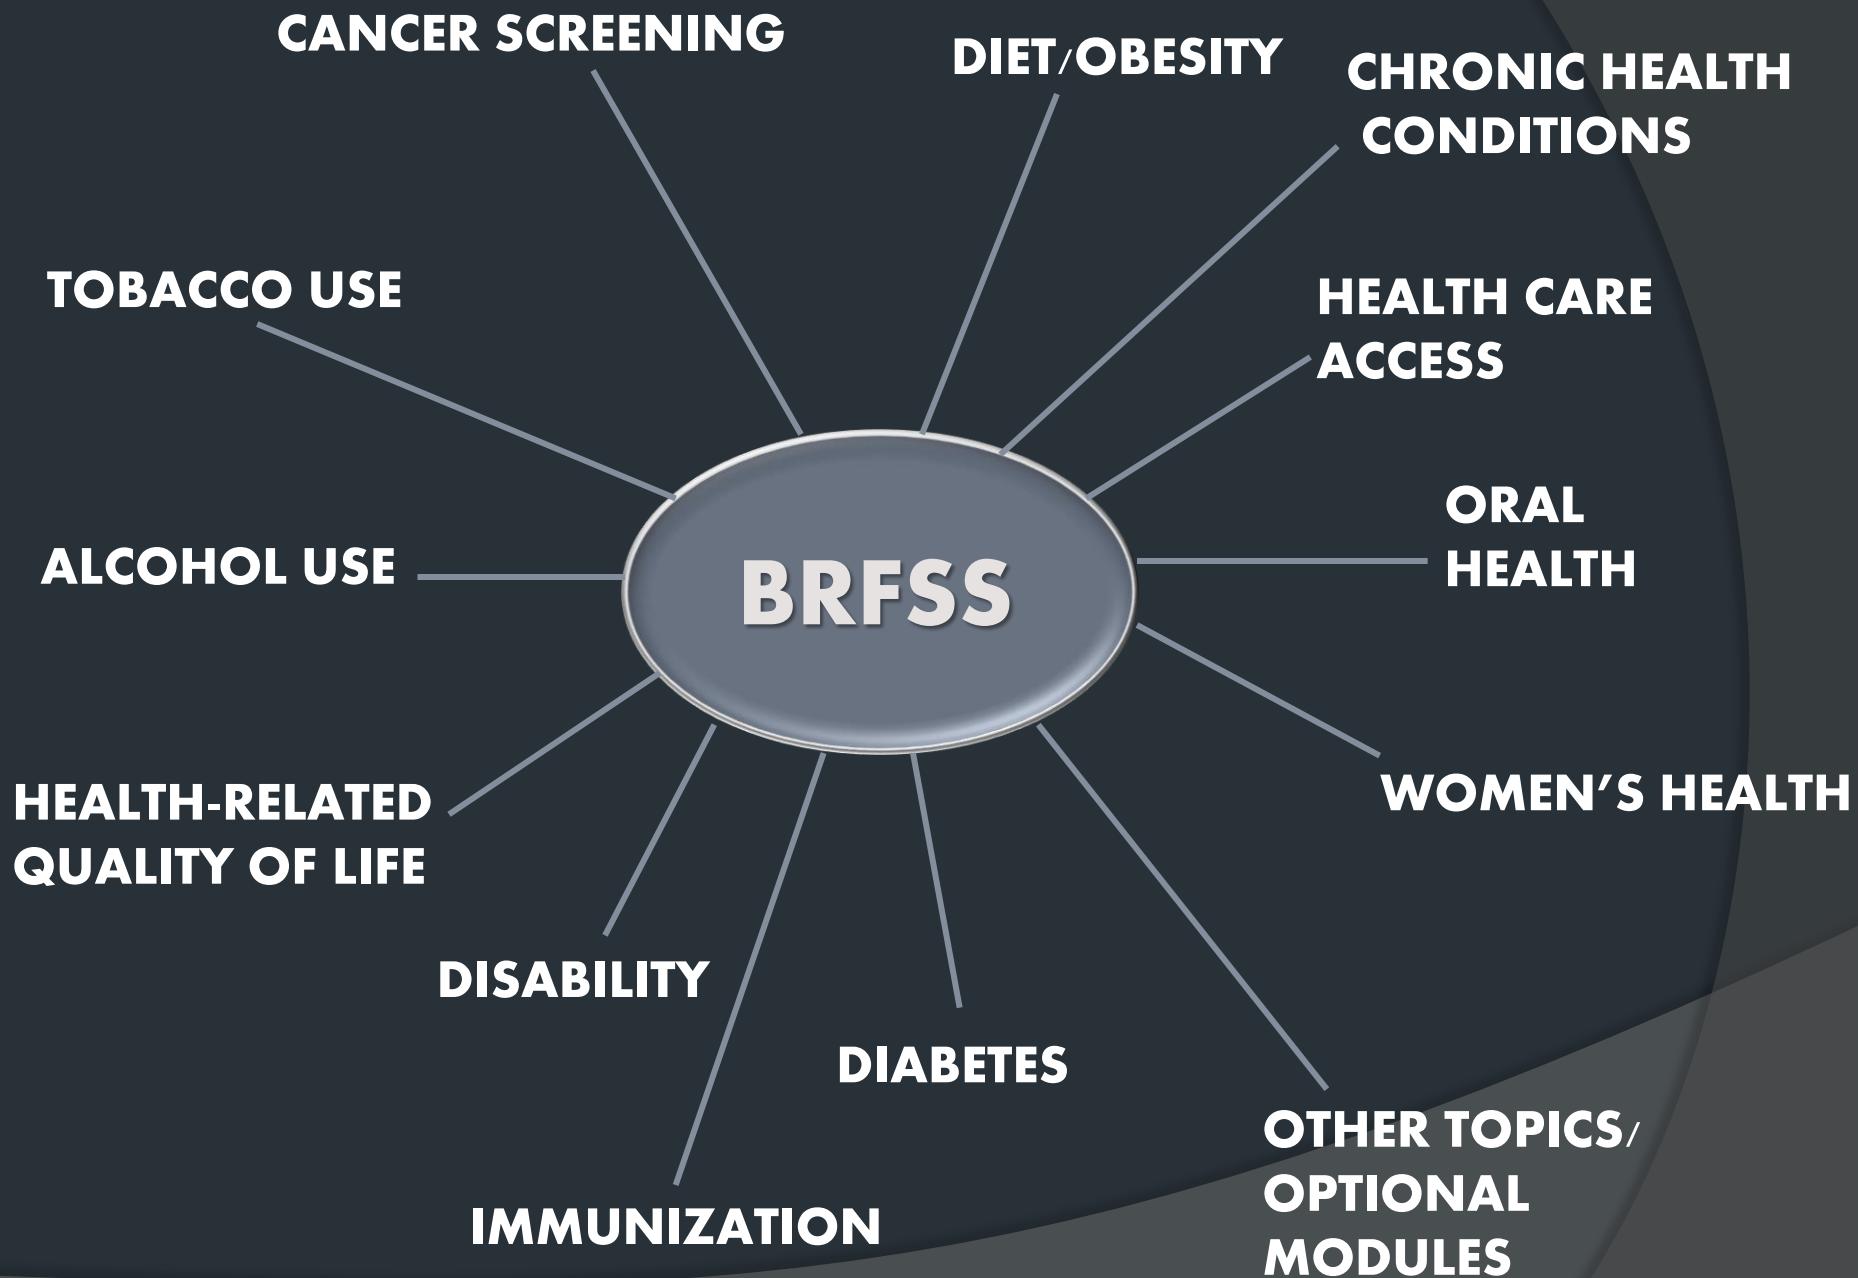 CANCER SCREENING
DIET/OBESITY
CHRONIC HEALTH
CONDITIONS
TOBACCO USE
HEALTH CARE
ACCESS
ORAL
HEALTH
ALCOHOL USE
BRFSS
WOMEN’S HEALTH
HEALTH-RELATED
QUALITY OF LIFE
DISABILITY
DIABETES
OTHER TOPICS/
OPTIONAL
MODULES
IMMUNIZATION